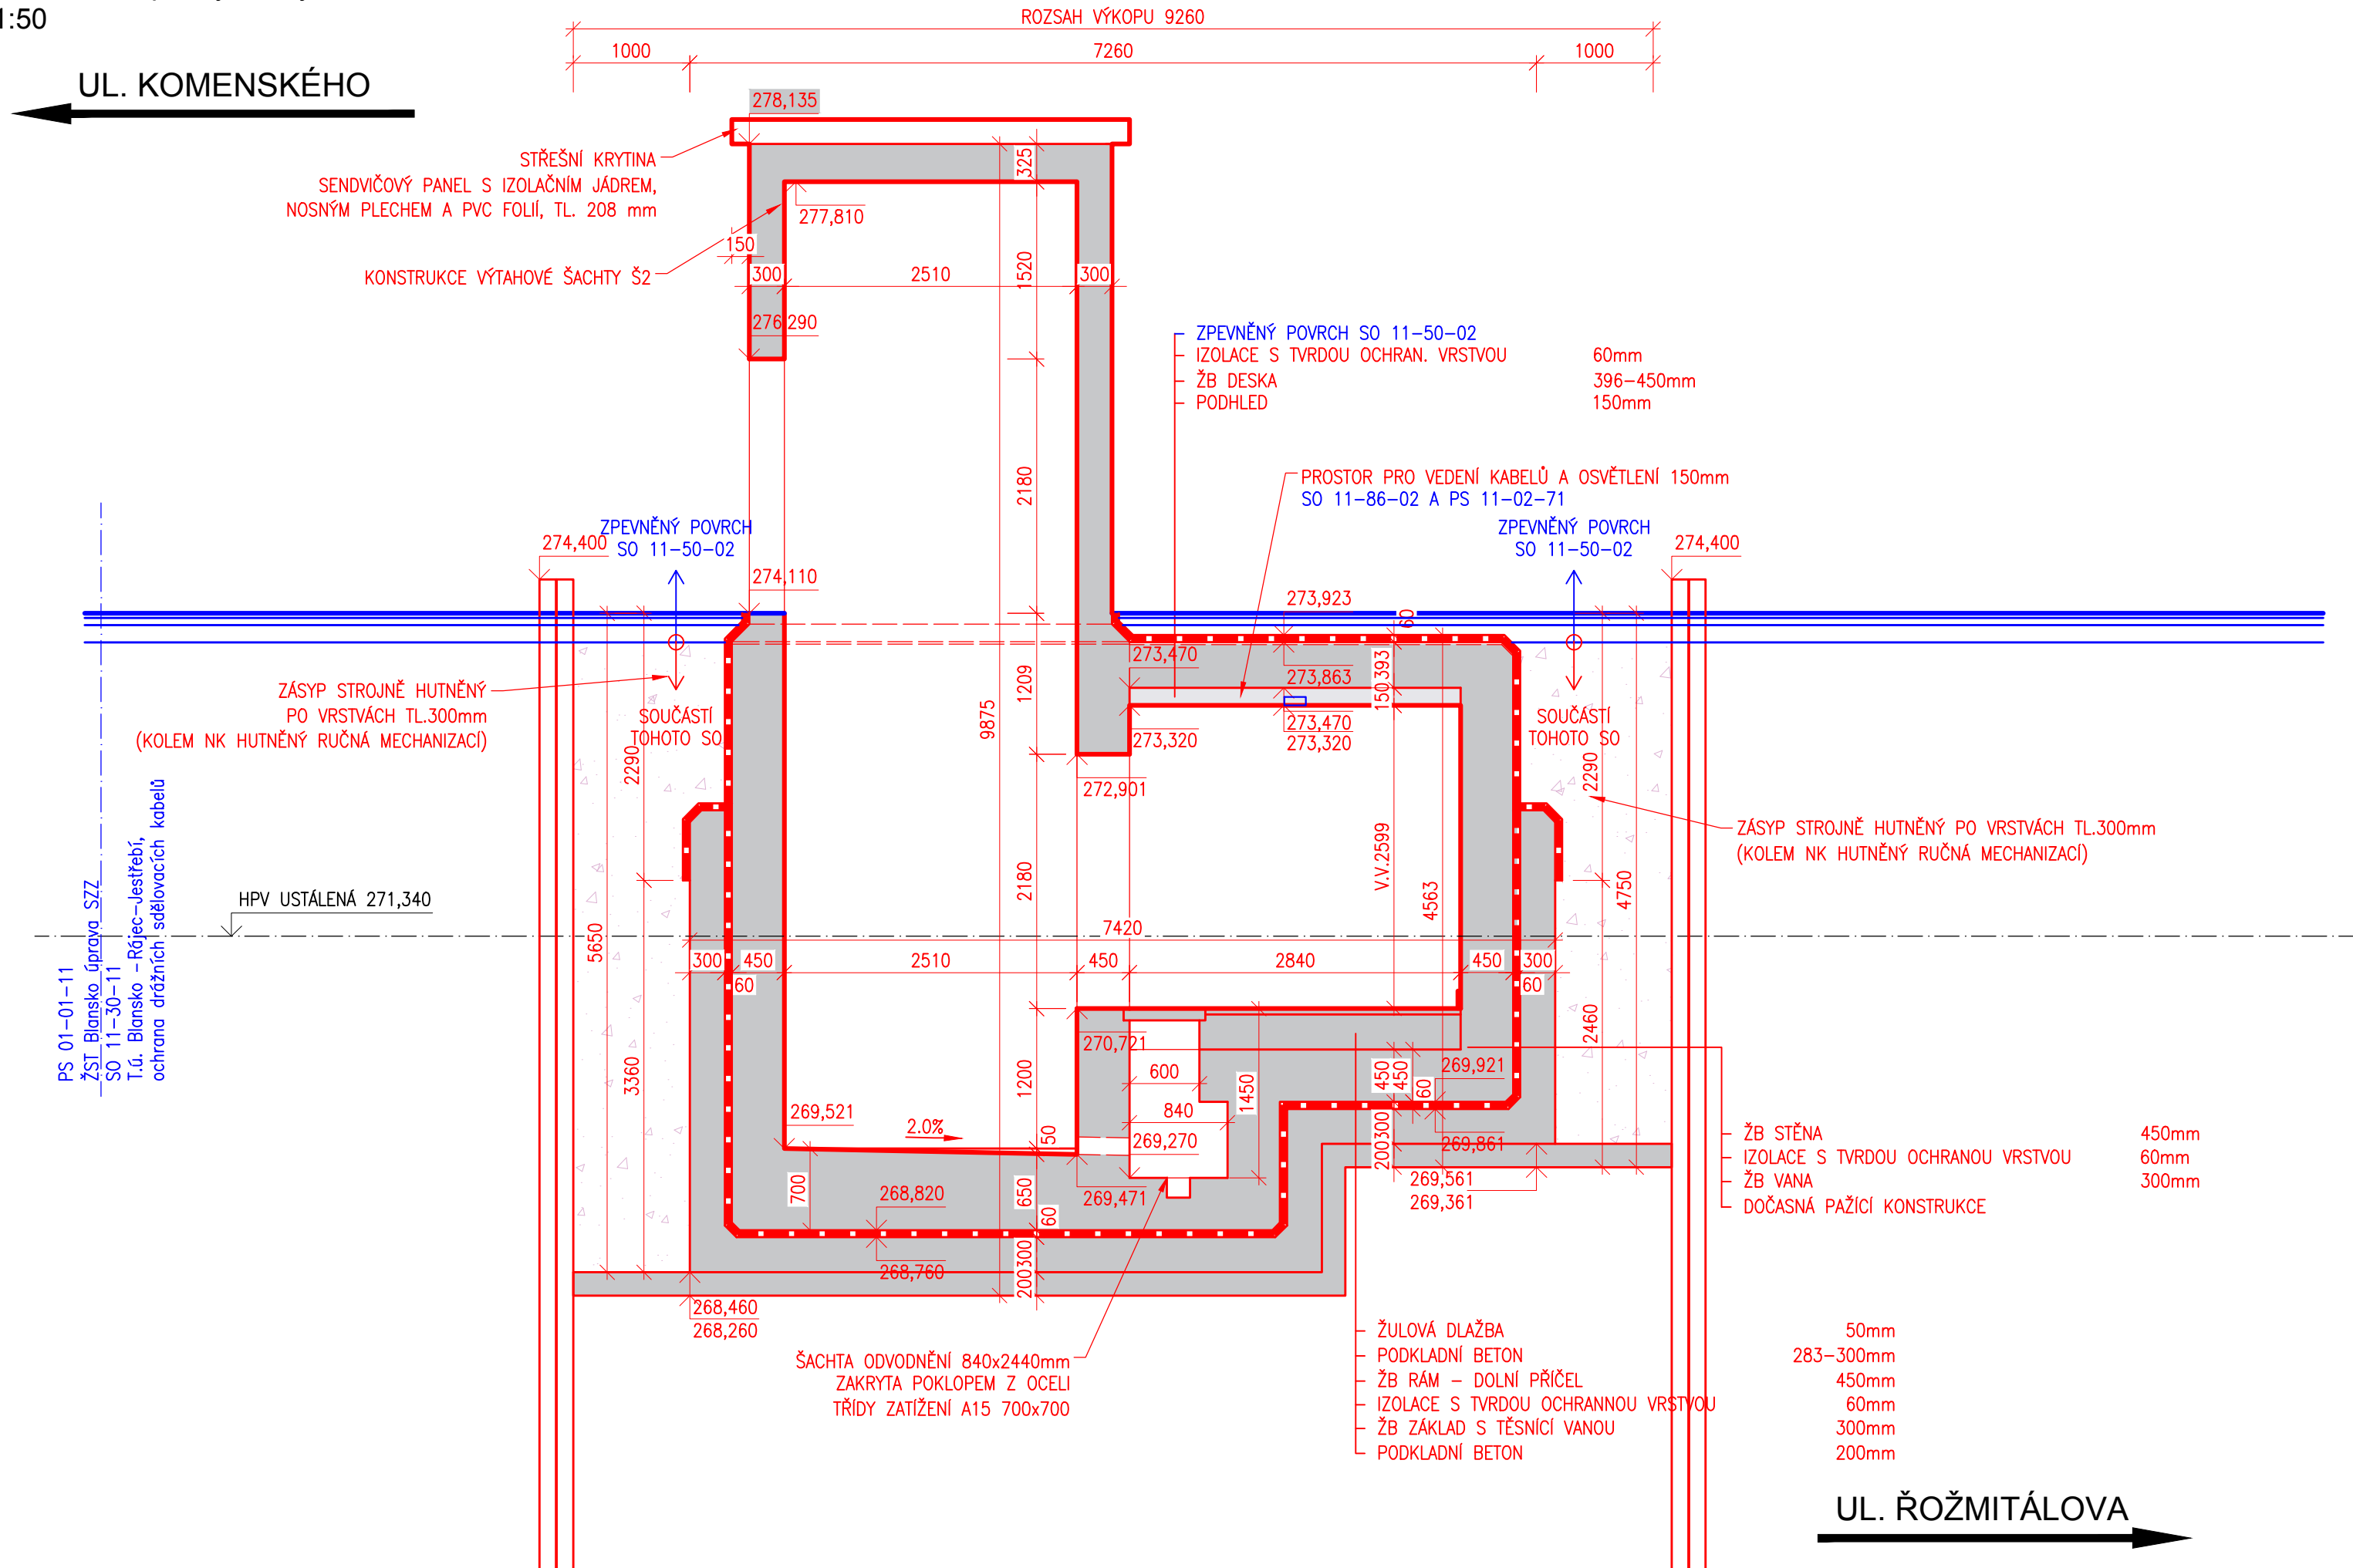 1:50
ROZSAH VÝKOPU 9260
1000
7260
1000
UL. KOMENSKÉHO
278,135
STŘEŠNÍ KRYTINA
SENDVIČOVÝ PANEL S IZOLAČNÍM JÁDREM,
NOSNÝM PLECHEM A PVC FOLIÍ, TL. 208 mm
325
277,810
150
KONSTRUKCE VÝTAHOVÉ ŠACHTY Š2
300
2510
1520
300
276,290
ZPEVNĚNÝ POVRCH SO 11-50-02
IZOLACE S TVRDOU OCHRAN. VRSTVOU 60mm
ŽB DESKA 396-450mm
PODHLED 150mm
2180
PROSTOR PRO VEDENÍ KABELŮ A OSVĚTLENÍ 150mm
SO 11-86-02 A PS 11-02-71
ZPEVNĚNÝ POVRCH
SO 11-50-02
274,400
ZPEVNĚNÝ POVRCH
SO 11-50-02
274,400
274,110
273,923
60
273,470
273,863
393
150
1209
9875
ZÁSYP STROJNĚ HUTNĚNÝ
PO VRSTVÁCH TL.300mm
(KOLEM NK HUTNĚNÝ RUČNÁ MECHANIZACÍ)
SOUČÁSTÍ
TOHOTO SO
273,320
273,470
273,320
SOUČÁSTÍ
TOHOTO SO
2290
2290
272,901
ZÁSYP STROJNĚ HUTNĚNÝ PO VRSTVÁCH TL.300mm
(KOLEM NK HUTNĚNÝ RUČNÁ MECHANIZACÍ)
V.V.2599
2180
4563
4750
HPV USTÁLENÁ 271,340
7420
5650
300
450
2510
450
2840
450
300
60
60
PS 01-01-11
ŽST Blansko úprava SZZ
SO 11-30-11
T.ú. Blansko - Rájec-Jestřebí,
ochrana drážních sdělovacích kabelů
3360
2460
270,721
600
1450
450
450
60
269,921
1200
840
269,521
2.0%
50
269,270
300
200
269,861
ŽB STĚNA 450mm
IZOLACE S TVRDOU OCHRANOU VRSTVOU 60mm
ŽB VANA 300mm
DOČASNÁ PAŽÍCÍ KONSTRUKCE
700
268,820
650
60
269,471
269,561
269,361
268,760
300
200
268,460
268,260
ŠACHTA ODVODNĚNÍ 840x2440mm
ZAKRYTA POKLOPEM Z OCELI
TŘÍDY ZATÍŽENÍ A15 700x700
ŽULOVÁ DLAŽBA 50mm
PODKLADNÍ BETON 283-300mm
ŽB RÁM - DOLNÍ PŘÍČEL 450mm
IZOLACE S TVRDOU OCHRANNOU VRSTVOU 60mm
ŽB ZÁKLAD S TĚSNÍCÍ VANOU 300mm
PODKLADNÍ BETON 200mm
UL. ŘOŽMITÁLOVA